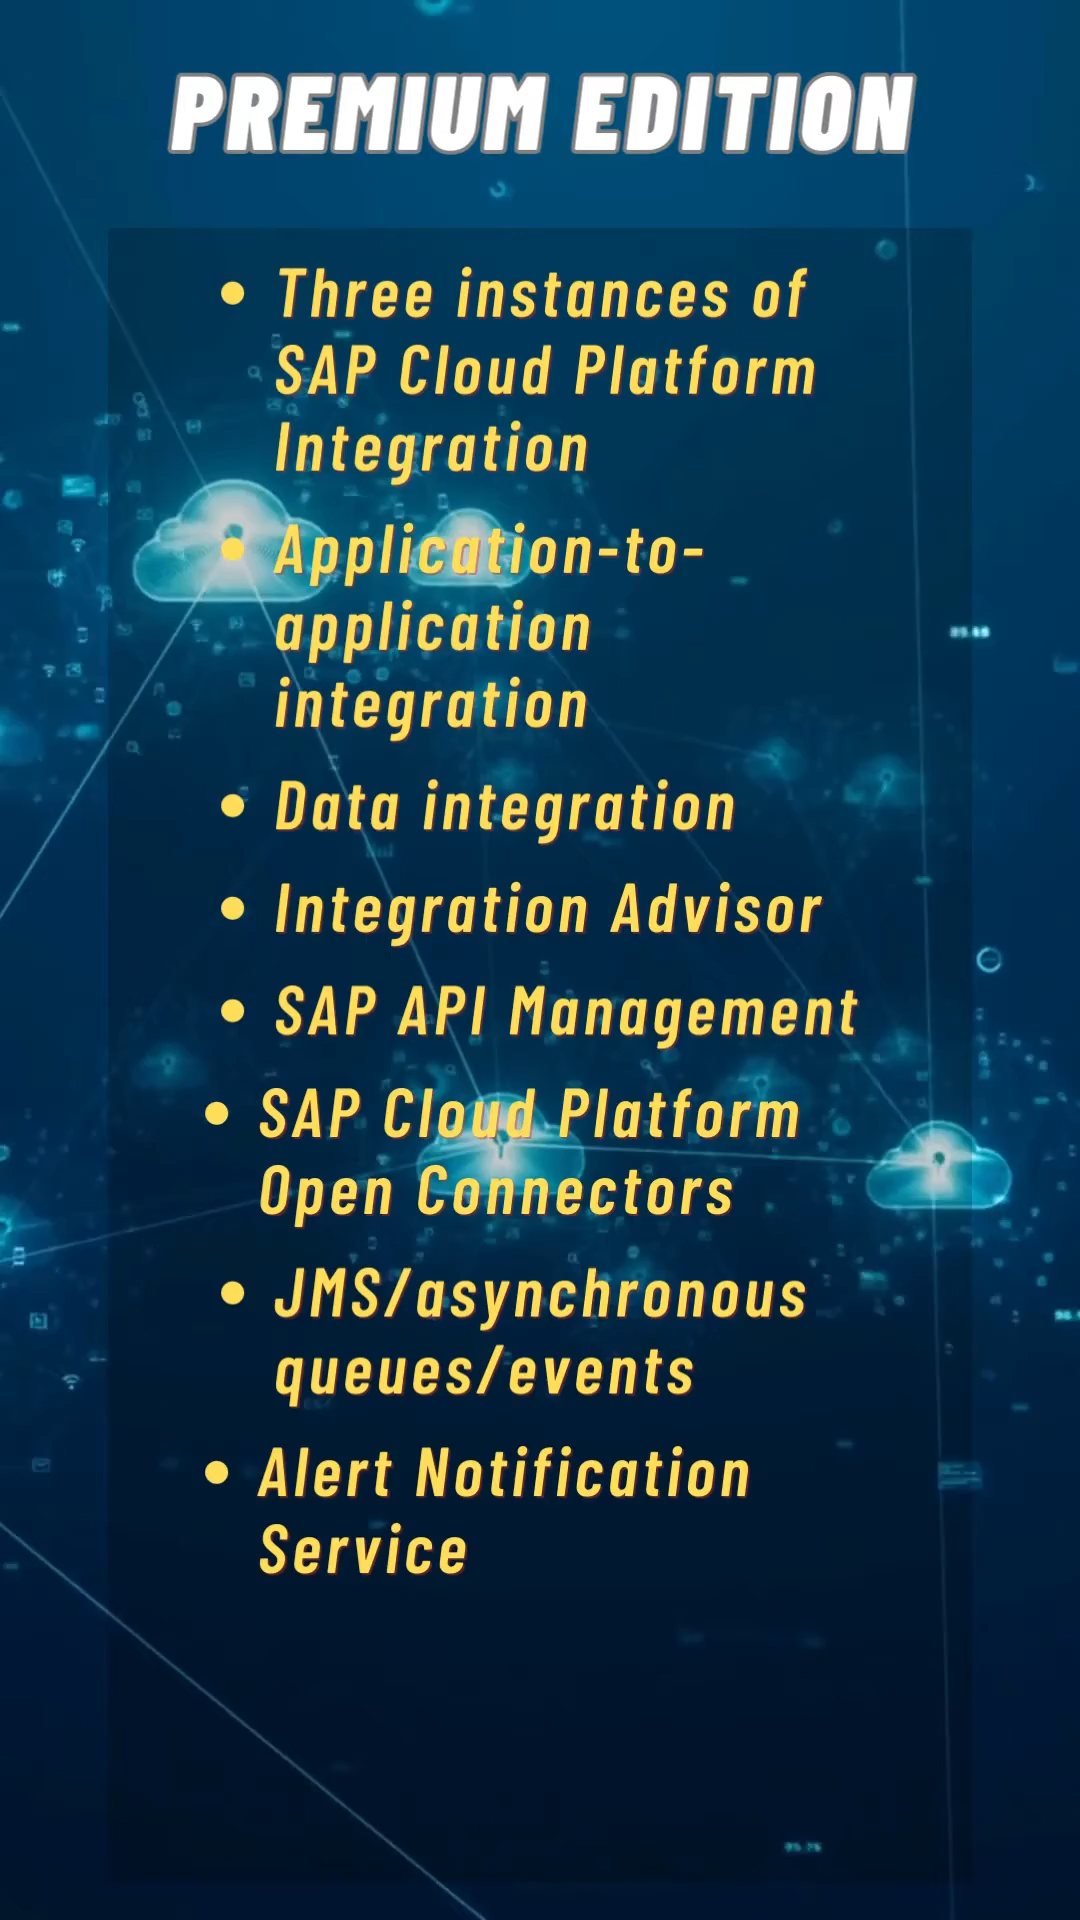 PREMIUM EDITION
• Three instances of
SAP Cloud Platform
Integration
• Application-to-
application
integration
• Data integration
• Integration Advisor
• SAP API Management
• SAP Cloud Platform
Open Connectors
• JMS/asynchronous
queues/events
• Alert Notification
Service